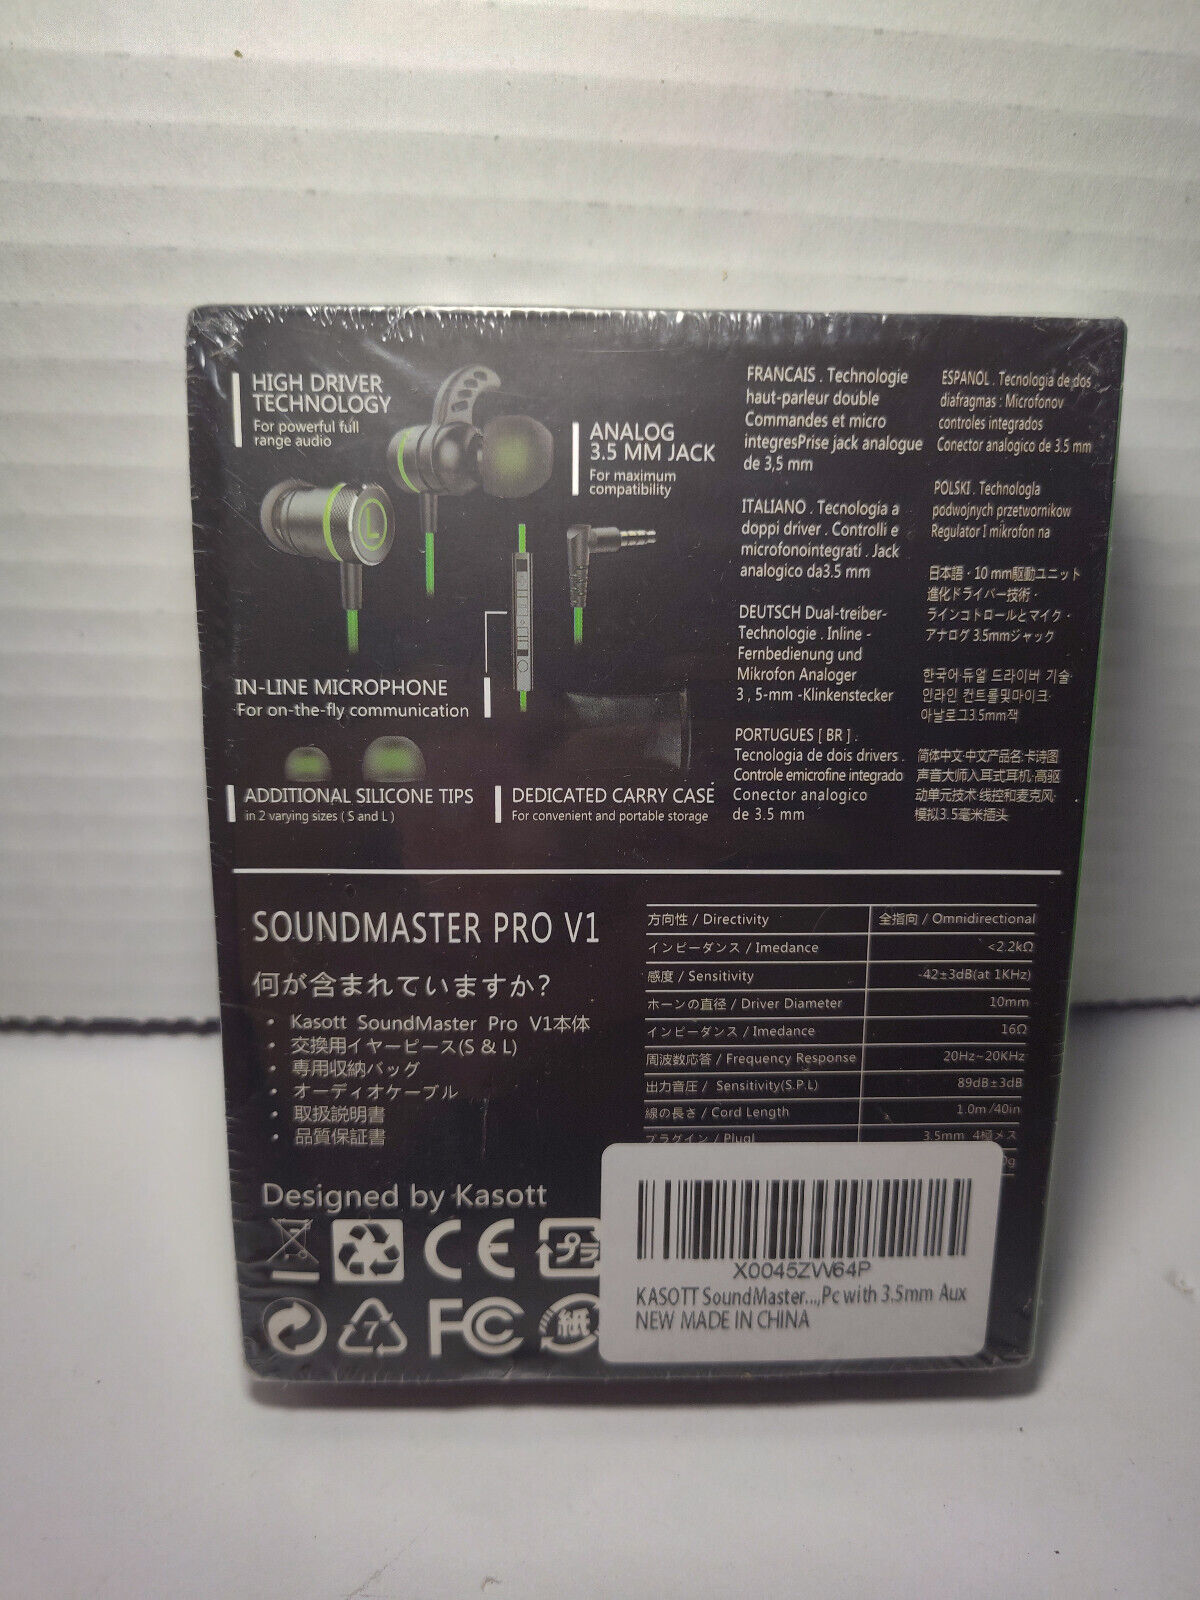 HIGH DRIVER
TECHNOLOGY
For powerful full
range audio
L
ANALOG
3.5 MM JACK
For maximum
compatibility
IN-LINE MICROPHONE
For on-the-fly communication
ADDITIONAL SILICONE TIPS
in 2 varying sizes ( S and L )
DEDICATED CARRY CASE
For convenient and portable storage
FRANCAIS . Technologie
haut-parleur double
Commandes et micro
integresPrise jack analogue
de 3,5 mm
ITALIANO . Tecnologia a
doppi driver . Controlli e
microfonointegrati . Jack
analogico da3.5 mm
DEUTSCH Dual-treiber-
Technologie . Inline -
Fernbedienung und
Mikrofon Analoger
3 , 5-mm -Klinkenstecker
PORTUGUES [ BR ] .
Tecnologia de dois drivers .
Controle emicrofine integrado
Conector analogico
de 3.5 mm
ESPANOL . Tecnologia de dos
diafragmas : Microfonov
controles integrados
Conector analogico de 3.5 mm
POLSKI . Technologla
podwojnych przetwornikow
Regulator I mikrofon na
日本語・10 mm駆動ユニット
進化ドライバー技術・
ラインコトロールとマイク・
アナログ 3.5mmジャック
한국어·듀얼 드라이버 기술·
인라인 컨트롤및마이크·
아날로그3.5mm잭
简体中文·中文产品名·卡诗图
声音大师入耳式耳机·高驱
动单元技术·线控和麦克风·
模拟3.5毫米插头
SOUNDMASTER PRO V1
何が含まれていますか?
• Kasott SoundMaster Pro V1本体
• 交換用イヤーピース(S & L)
• 専用収納バッグ
• オーディオケーブル
• 取扱説明書
• 品質保証書
方向性 / Directivity 全指向 / Omnidirectional
インピーダンス / Imedance <2.2kΩ
感度 / Sensitivity -42±3dB(at 1KHz)
ホーンの直径 / Driver Diameter 10mm
インピーダンス / Imedance 16Ω
周波数応答 / Frequency Response 20Hz~20KHz
出力音圧 / Sensitivity(S.P.L) 89dB±3dB
線の長さ / Cord Length 1.0m /40in
プラグイン / Plugl 3.5mm 4極メス
0g
Designed by Kasott
CE プラ
7 FC 紙
X0045ZW64P
KASOTT SoundMaster...,Pc with 3.5mm Aux
NEW MADE IN CHINA